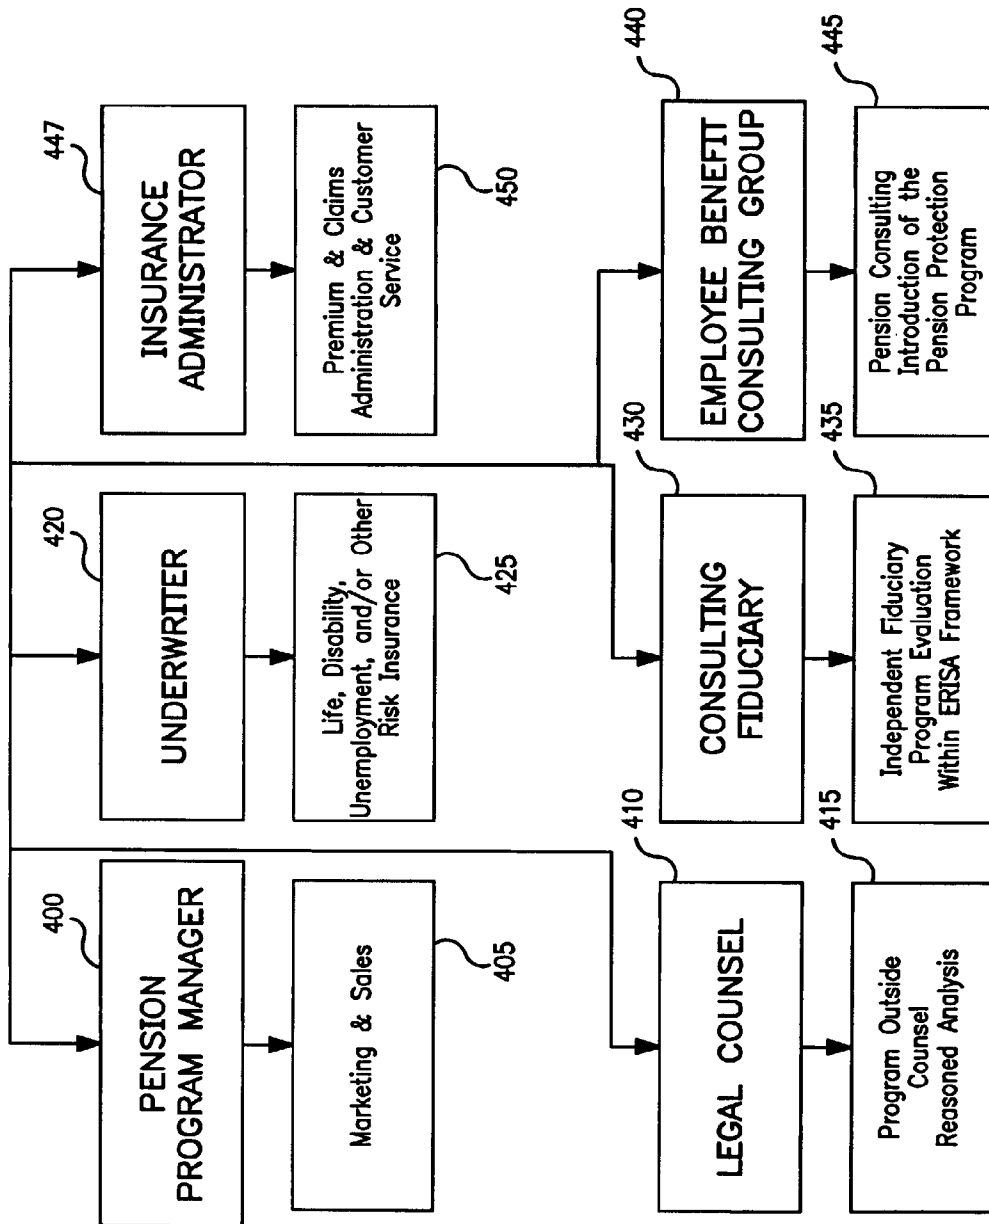 400
PENSION
PROGRAM MANAGER
Marketing & Sales
405
420
UNDERWRITER
Life, Disability,
Unemployment, and/or Other
Risk Insurance
425
447
INSURANCE
ADMINISTRATOR
Premium & Claims
Administration & Customer
Service
450
410
LEGAL COUNSEL
415
Program Outside
Counsel
Reasoned Analysis
430
CONSULTING
FIDUCIARY
435
Independent Fiduciary
Program Evaluation
Within ERISA Framework
440
EMPLOYEE BENEFIT
CONSULTING GROUP
445
Pension Consulting
Introduction of the
Pension Protection
Program